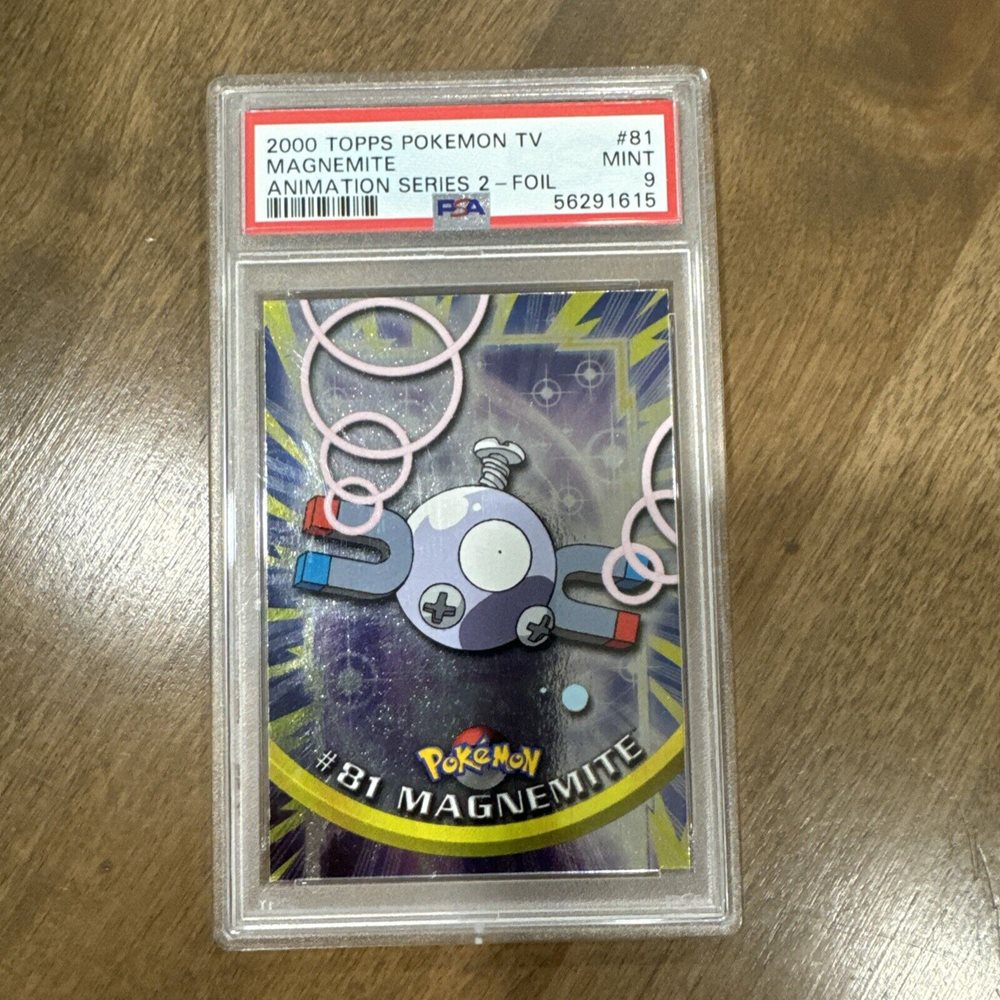 2000 TOPPS POKEMON TV #81
MAGNEMITE MINT
ANIMATION SERIES 2 - FOIL 9
PSA 56291615
POKéMON
#81 MAGNEMITE